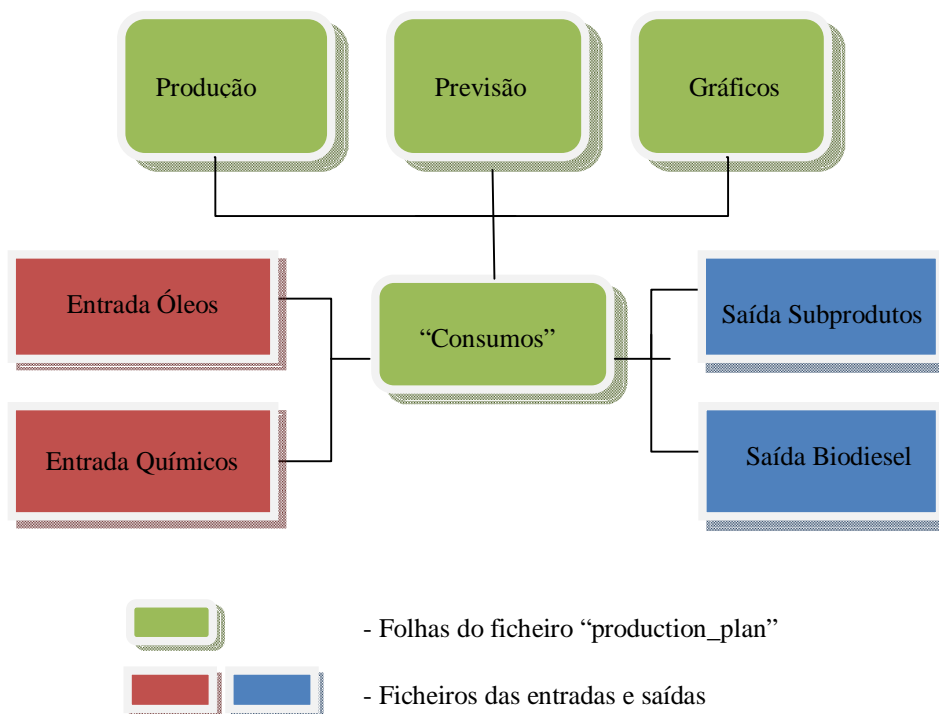 Produção
Previsão
Gráficos
Entrada Óleos
“Consumos”
Saída Subprodutos
Entrada Químicos
Saída Biodiesel
- Folhas do ficheiro “production_plan”
- Ficheiros das entradas e saídas